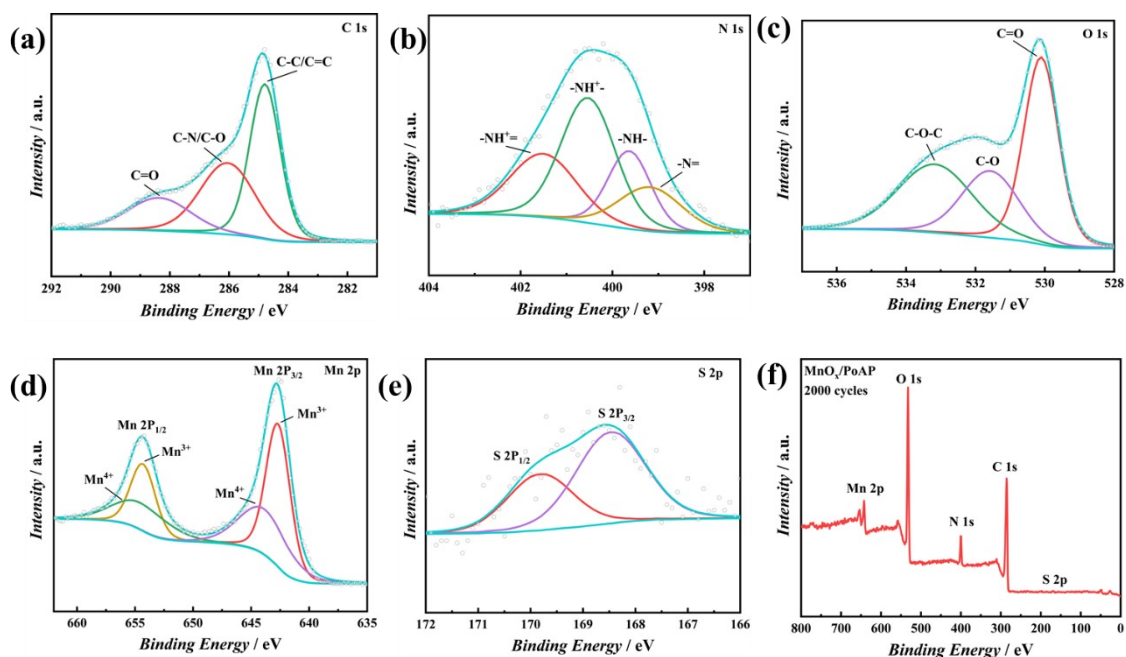 (a)
C 1s
C-C/C=C
C-N/C-O
C=O
Intensity / a.u.
292 290 288 286 284 282
Binding Energy / eV
(b)
N 1s
-NH⁺-
-NH⁺=
-NH-
-N=
Intensity / a.u.
404 402 400 398
Binding Energy / eV
(c)
C=O
O 1s
C-O-C
C-O
Intensity / a.u.
536 534 532 530 528
Binding Energy / eV
(d)
Mn 2P₃/₂ Mn 2p
Mn³⁺
Mn 2P₁/₂
Mn³⁺
Mn⁴⁺
Mn⁴⁺
Intensity / a.u.
660 655 650 645 640 635
Binding Energy / eV
(e)
S 2p
S 2P₃/₂
S 2P₁/₂
Intensity / a.u.
172 171 170 169 168 167 166
Binding Energy / eV
(f)
MnOₓ/PoAP
2000 cycles
O 1s
C 1s
Mn 2p
N 1s
S 2p
Intensity / a.u.
800 700 600 500 400 300 200 100 0
Binding Energy / eV